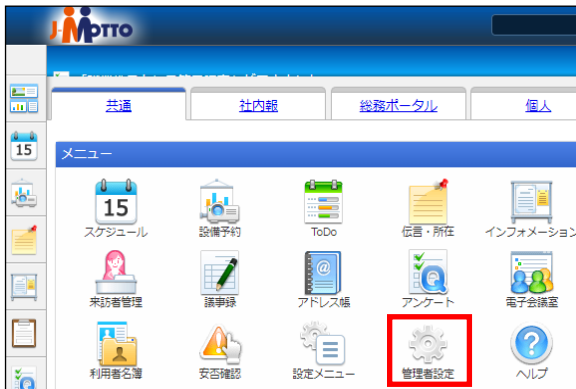 J-MOTTO
共通 社内報 総務ポータル 個人
15
メニュー
15
スケジュール 設備予約 ToDo 伝言・所在 インフォメーション
来訪者管理 議事録 アドレス帳 アンケート 電子会議室
利用者名簿 安否確認 設定メニュー 管理者設定 ヘルプ